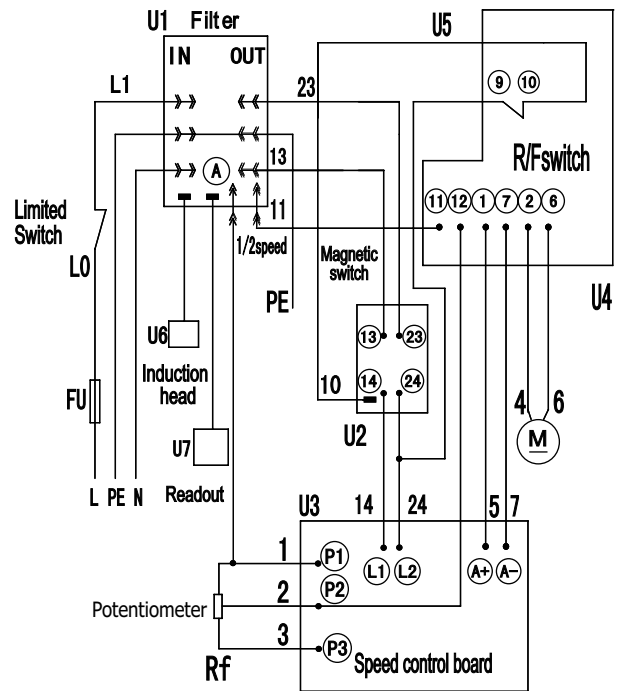 U1 Filter
U5
IN OUT
L1
23
9 10
R/Fswitch
A
13
11 12 1 7 2 6
11
Limited
Switch
1/2speed
Magnetic
switch
L0
PE
U4
U6
13 23
Induction
head
14 24
10
FU
4 6
U2
M
U7
L PE N
Readout
U3
14 24
5 7
1
P1
L1 L2
A+ A-
2
P2
Potentiometer
3
P3
Rf
Speed control board